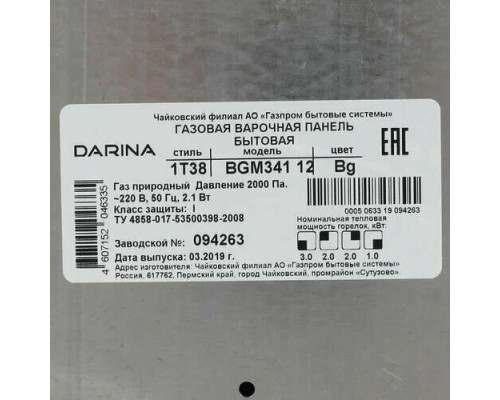 Чайковский филиал АО «Газпром бытовые системы»
ГАЗОВАЯ ВАРОЧНАЯ ПАНЕЛЬ
БЫТОВАЯ
DARINA
EAC
стиль модель цвет
1T38 BGM341 12 Bg
Газ природный Давление 2000 Па.
~220 В, 50 Гц, 2.1 Вт
Класс защиты: I
ТУ 4858-017-53500398-2008
0005 0633 19 094263
Номинальная тепловая
мощность горелок, кВт:
Заводской №: 094263
3.0 2.0 2.0 1.0
Дата выпуска: 03.2019 г.
Адрес изготовителя: Чайковский филиал АО «Газпром бытовые системы»
Россия, 617762, Пермский край, город Чайковский, промрайон «Сутузово».
4 607152 046335